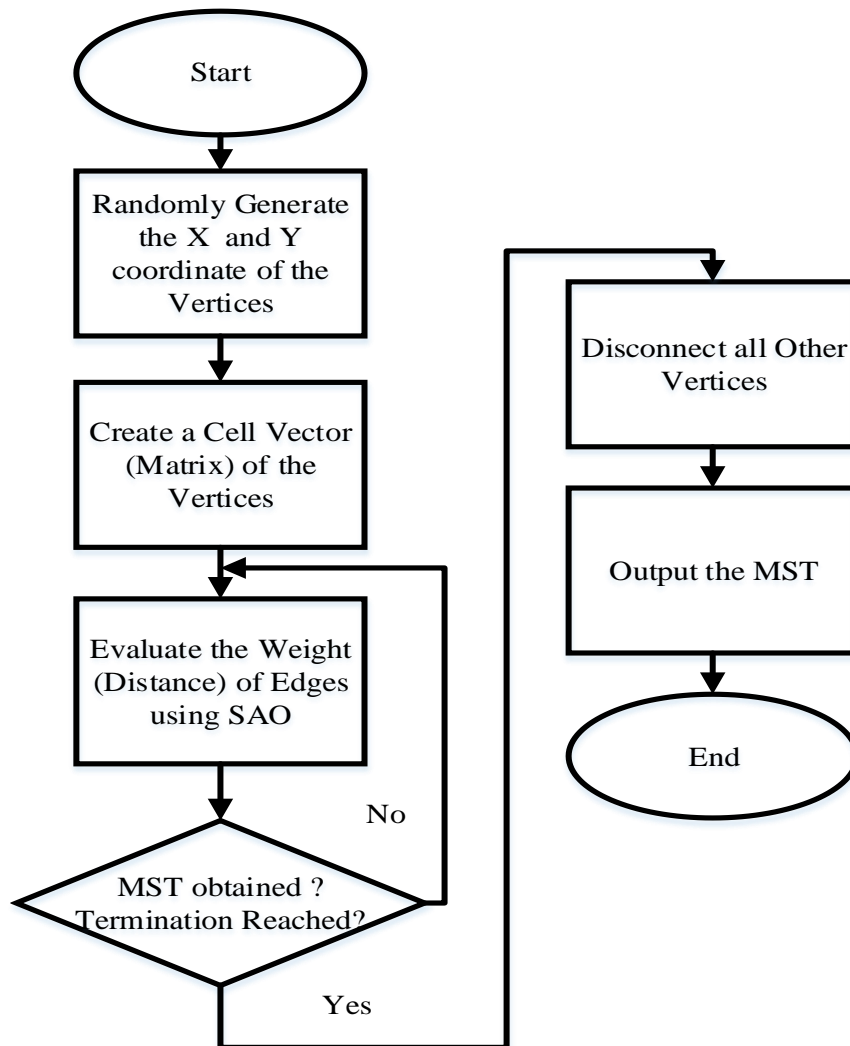 Start
Randomly Generate
the X and Y
coordinate of the
Vertices
Create a Cell Vector
(Matrix) of the
Vertices
Evaluate the Weight
(Distance) of Edges
using SAO
No
MST obtained ?
Termination Reached?
Yes
Disconnect all Other
Vertices
Output the MST
End